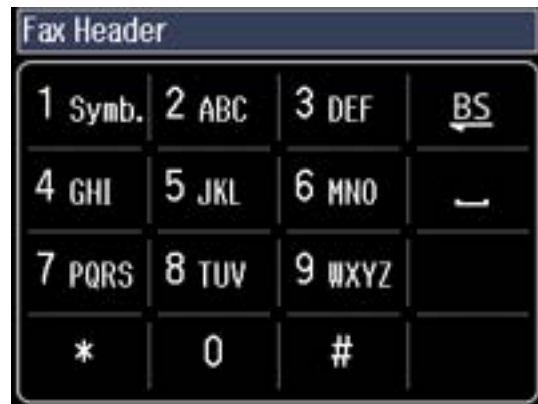 Fax Header
1 Symb. 2 ABC 3 DEF BS
4 GHI 5 JKL 6 MNO
7 PQRS 8 TUV 9 WXYZ
* 0 #